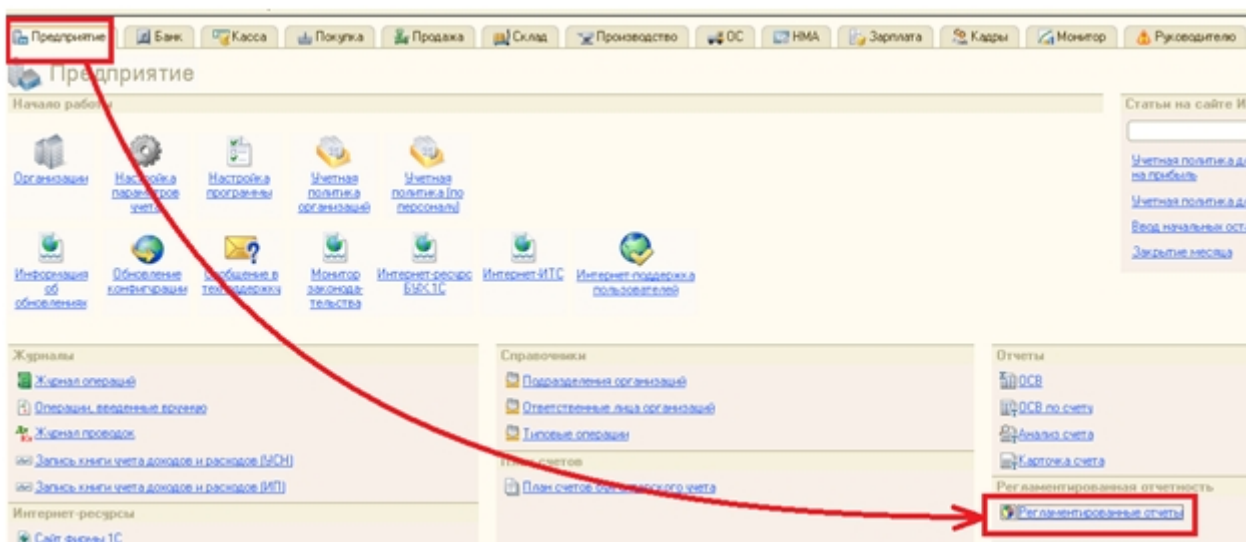 Предприятие Банк Касса Покупка Продажа Склад Производство ОС НМА Зарплата Кадры Монитор Руководителю
Предприятие
Начало работы
Статьи на сайте И
Организации
Настройка
параметров
учета
Настройка
программы
Учетная
политика
организаций
Учетная
политика (по
персоналу)
Учетная политика д
на прибыль
Учетная политика д
Ввод начальных ост
Закрытие месяца
Информация
об
обновлениях
Обновление
конфигурации
Сообщение в
техподдержку
Монитор
законода-
тельства
Интернет-ресурс
БУХ.1С
Интернет-ИТС
Интернет-поддержка
пользователей
Журналы
Журнал операций
Операции, введенные вручную
Журнал проводок
Запись книги учета доходов и расходов (УСН)
Запись книги учета доходов и расходов (ИП)
Интернет-ресурсы
Сайт фирмы 1С
Справочники
Подразделения организаций
Ответственные лица организаций
Типовые операции
План счетов
План счетов бухгалтерского учета
Отчеты
ОСВ
ОСВ по счету
Анализ счета
Карточка счета
Регламентированная отчетность
Регламентированные отчеты